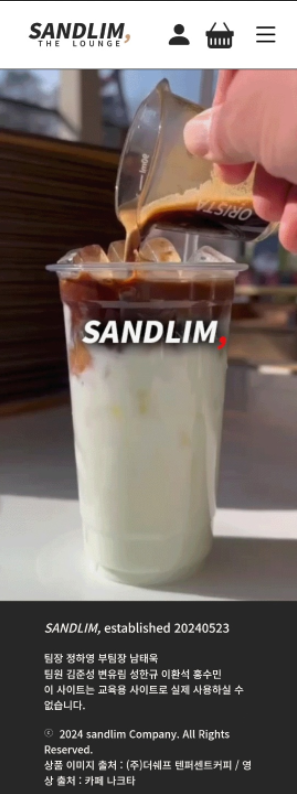 SANDLIM,
THE LOUNGE
SANDLIM,
SANDLIM, established 20240523
팀장 정하영 부팀장 남태욱
팀원 김준성 변유림 성한규 이환석 홍수민
이 사이트는 교육용 사이트로 실제 사용하실 수
없습니다.
ⓒ 2024 sandlim Company. All Rights
Reserved.
상품 이미지 출처 : (주)더쉐프 텐퍼센트커피 / 영
상 출처 : 카페 나크타